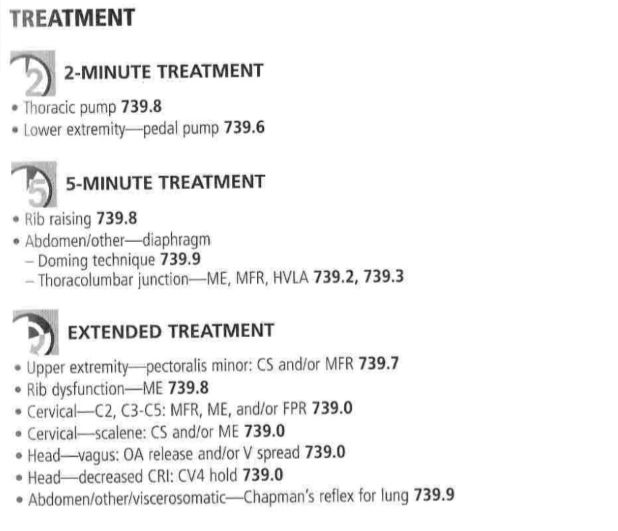 TREATMENT
2
2-MINUTE TREATMENT
• Thoracic pump 739.8
• Lower extremity—pedal pump 739.6
5
5-MINUTE TREATMENT
• Rib raising 739.8
• Abdomen/other—diaphragm
– Doming technique 739.9
– Thoracolumbar junction—ME, MFR, HVLA 739.2, 739.3
EXTENDED TREATMENT
• Upper extremity—pectoralis minor: CS and/or MFR 739.7
• Rib dysfunction—ME 739.8
• Cervical—C2, C3-C5: MFR, ME, and/or FPR 739.0
• Cervical—scalene: CS and/or ME 739.0
• Head—vagus: OA release and/or V spread 739.0
• Head—decreased CRI: CV4 hold 739.0
• Abdomen/other/viscerosomatic—Chapman's reflex for lung 739.9